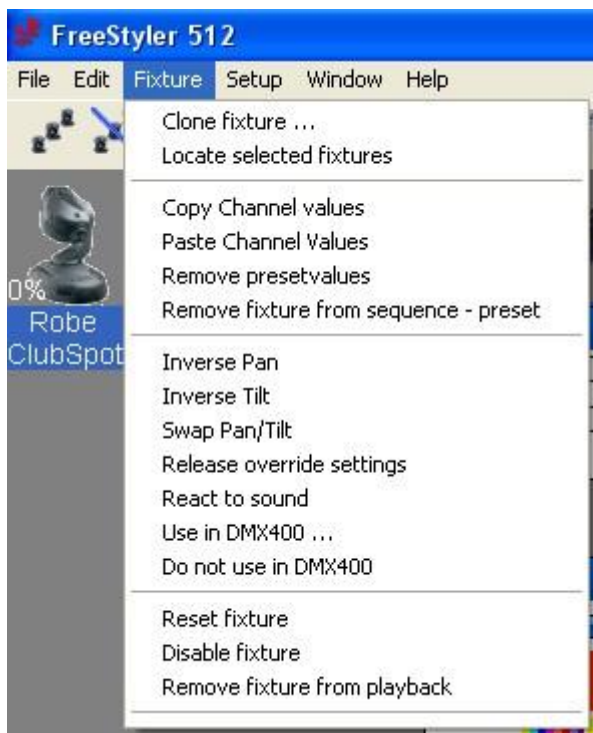 FreeStyler 512
File Edit Fixture Setup Window Help
Clone fixture ...
Locate selected fixtures
Copy Channel values
Paste Channel Values
Remove presetvalues
0%
Remove fixture from sequence - preset
Robe
ClubSpot
Inverse Pan
Inverse Tilt
Swap Pan/Tilt
Release override settings
React to sound
Use in DMX400 ...
Do not use in DMX400
Reset fixture
Disable fixture
Remove fixture from playback